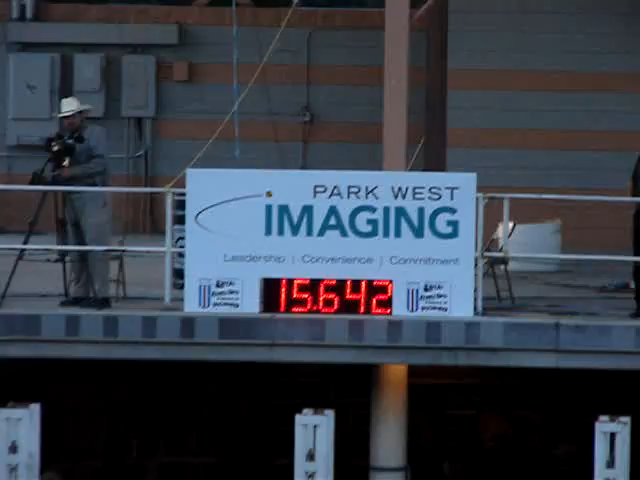 PARK WEST
IMAGING
Leadership | Convenience | Commitment
15.642